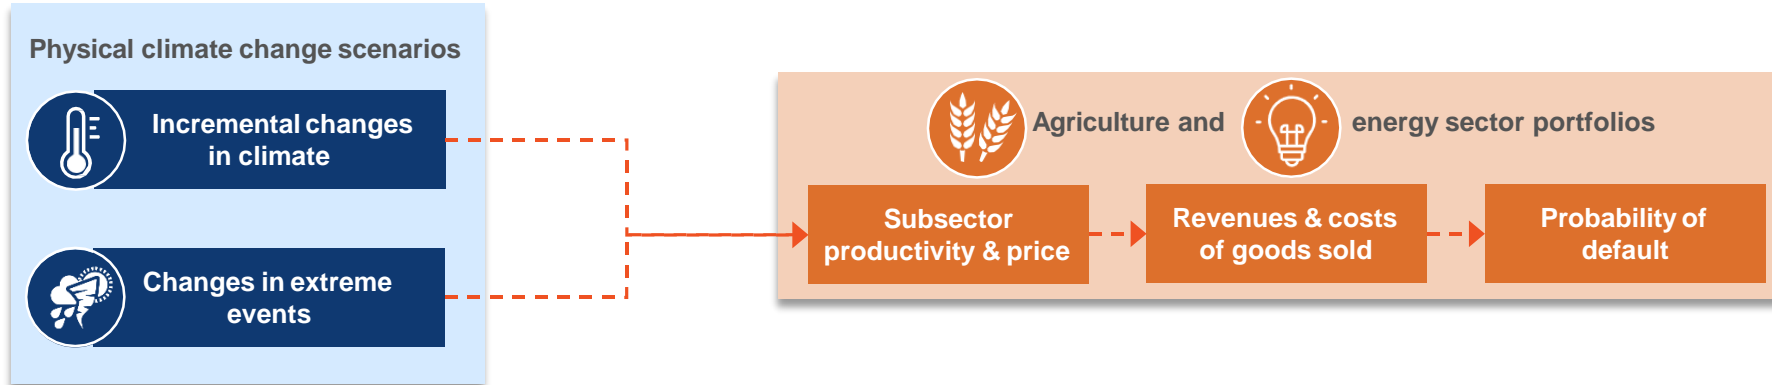 Physical climate change scenarios
Incremental changes
in climate
Changes in extreme
events
Agriculture and energy sector portfolios
Subsector
productivity & price
Revenues & costs
of goods sold
Probability of
default